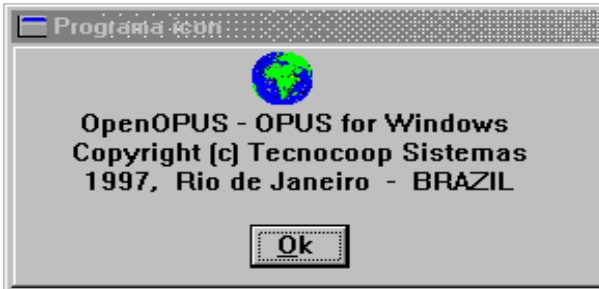 Programa icon
OpenOPUS - OPUS for Windows
Copyright (c) Tecnocoop Sistemas
1997, Rio de Janeiro - BRAZIL
Ok